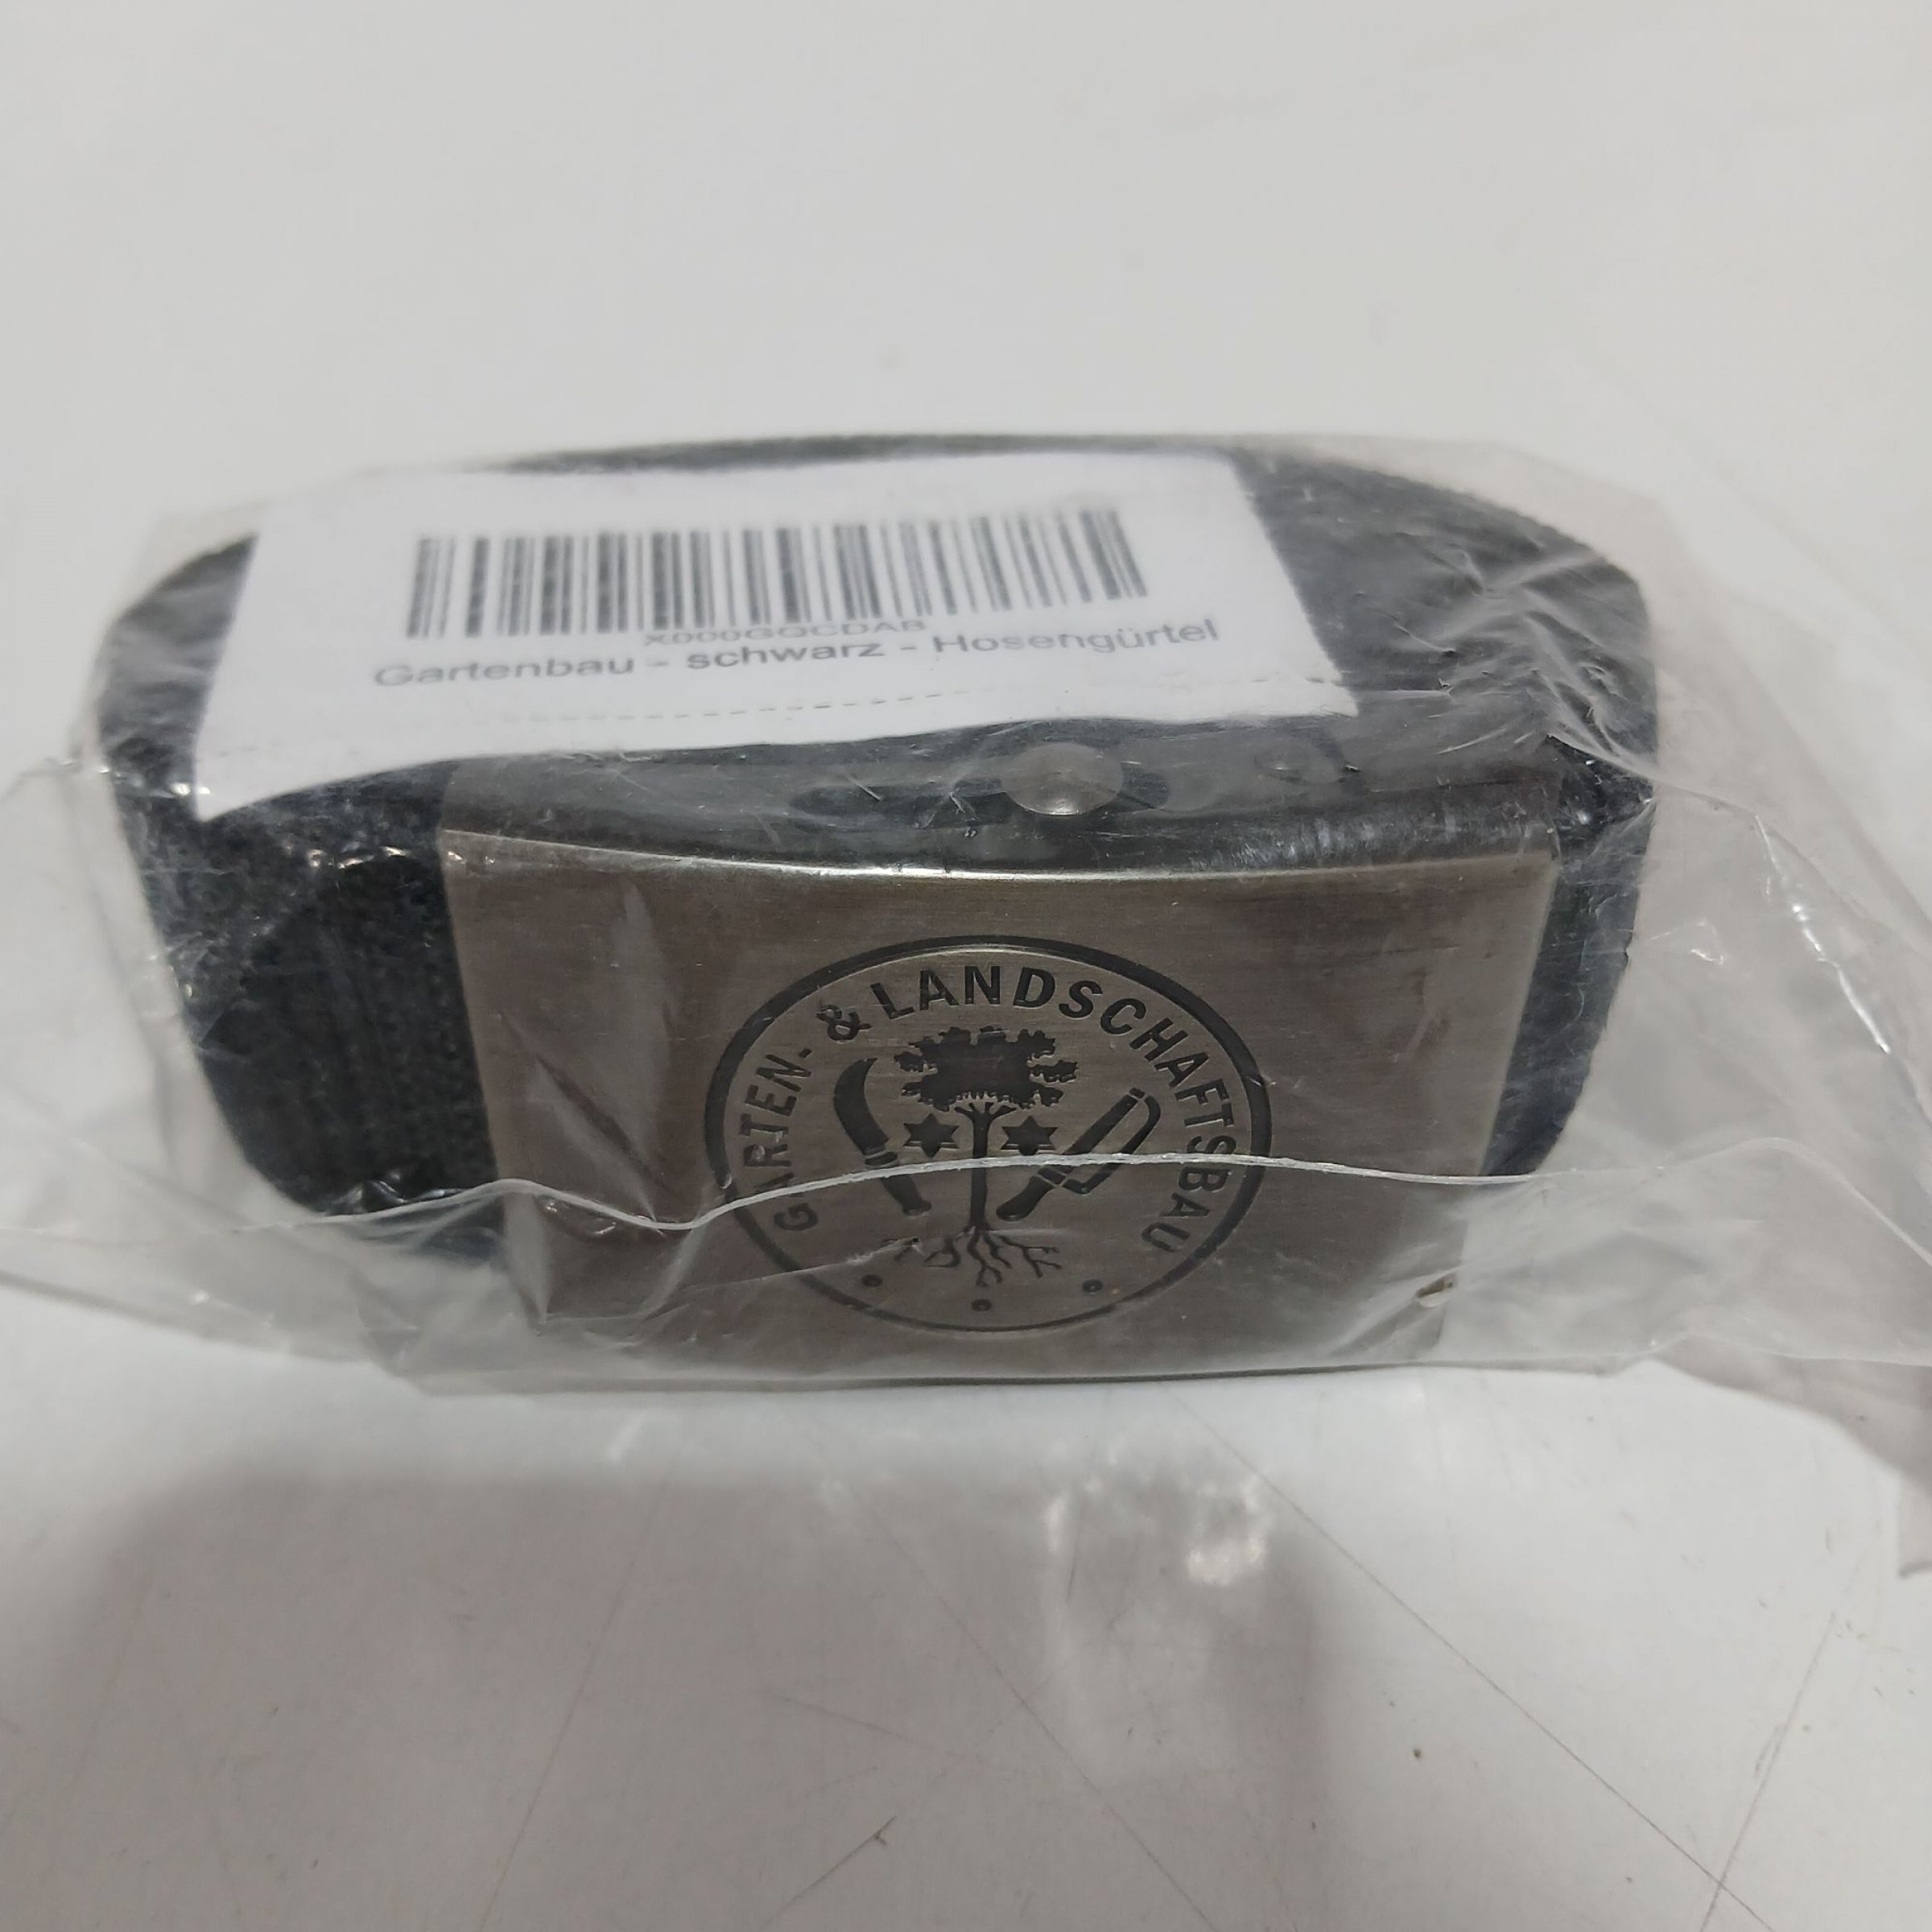 X000GQCDAB
Gartenbau - schwarz - Hosengürtel
GARTEN- & LANDSCHAFTSBAU